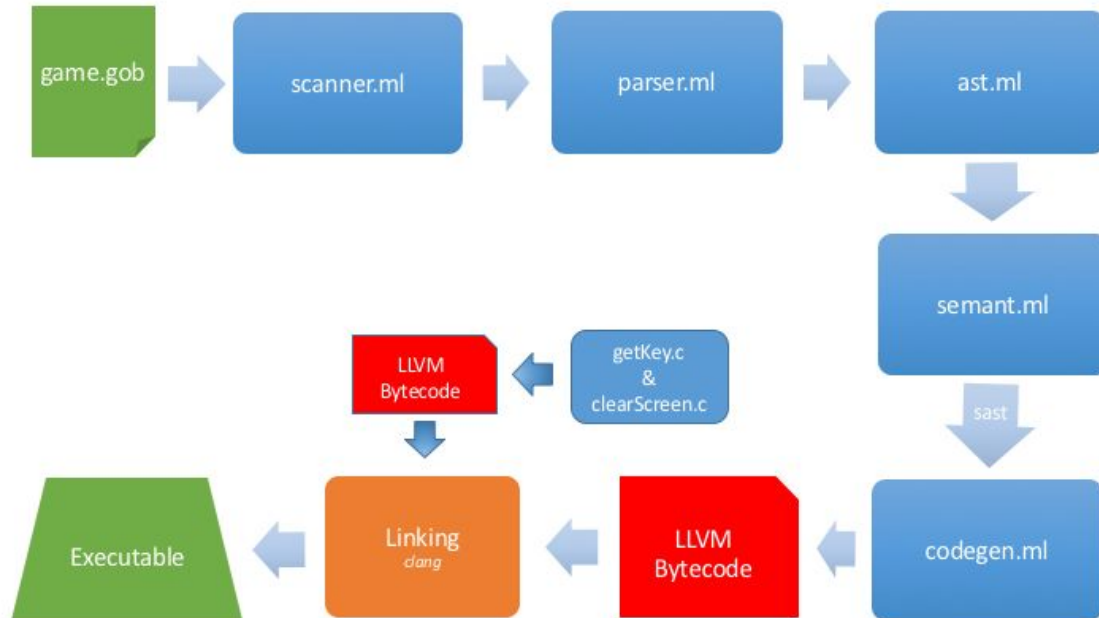 game.gob
scanner.ml
parser.ml
ast.ml
semant.ml
LLVM
Bytecode
getKey.c
&
clearScreen.c
sast
Executable
Linking
clang
LLVM
Bytecode
codegen.ml